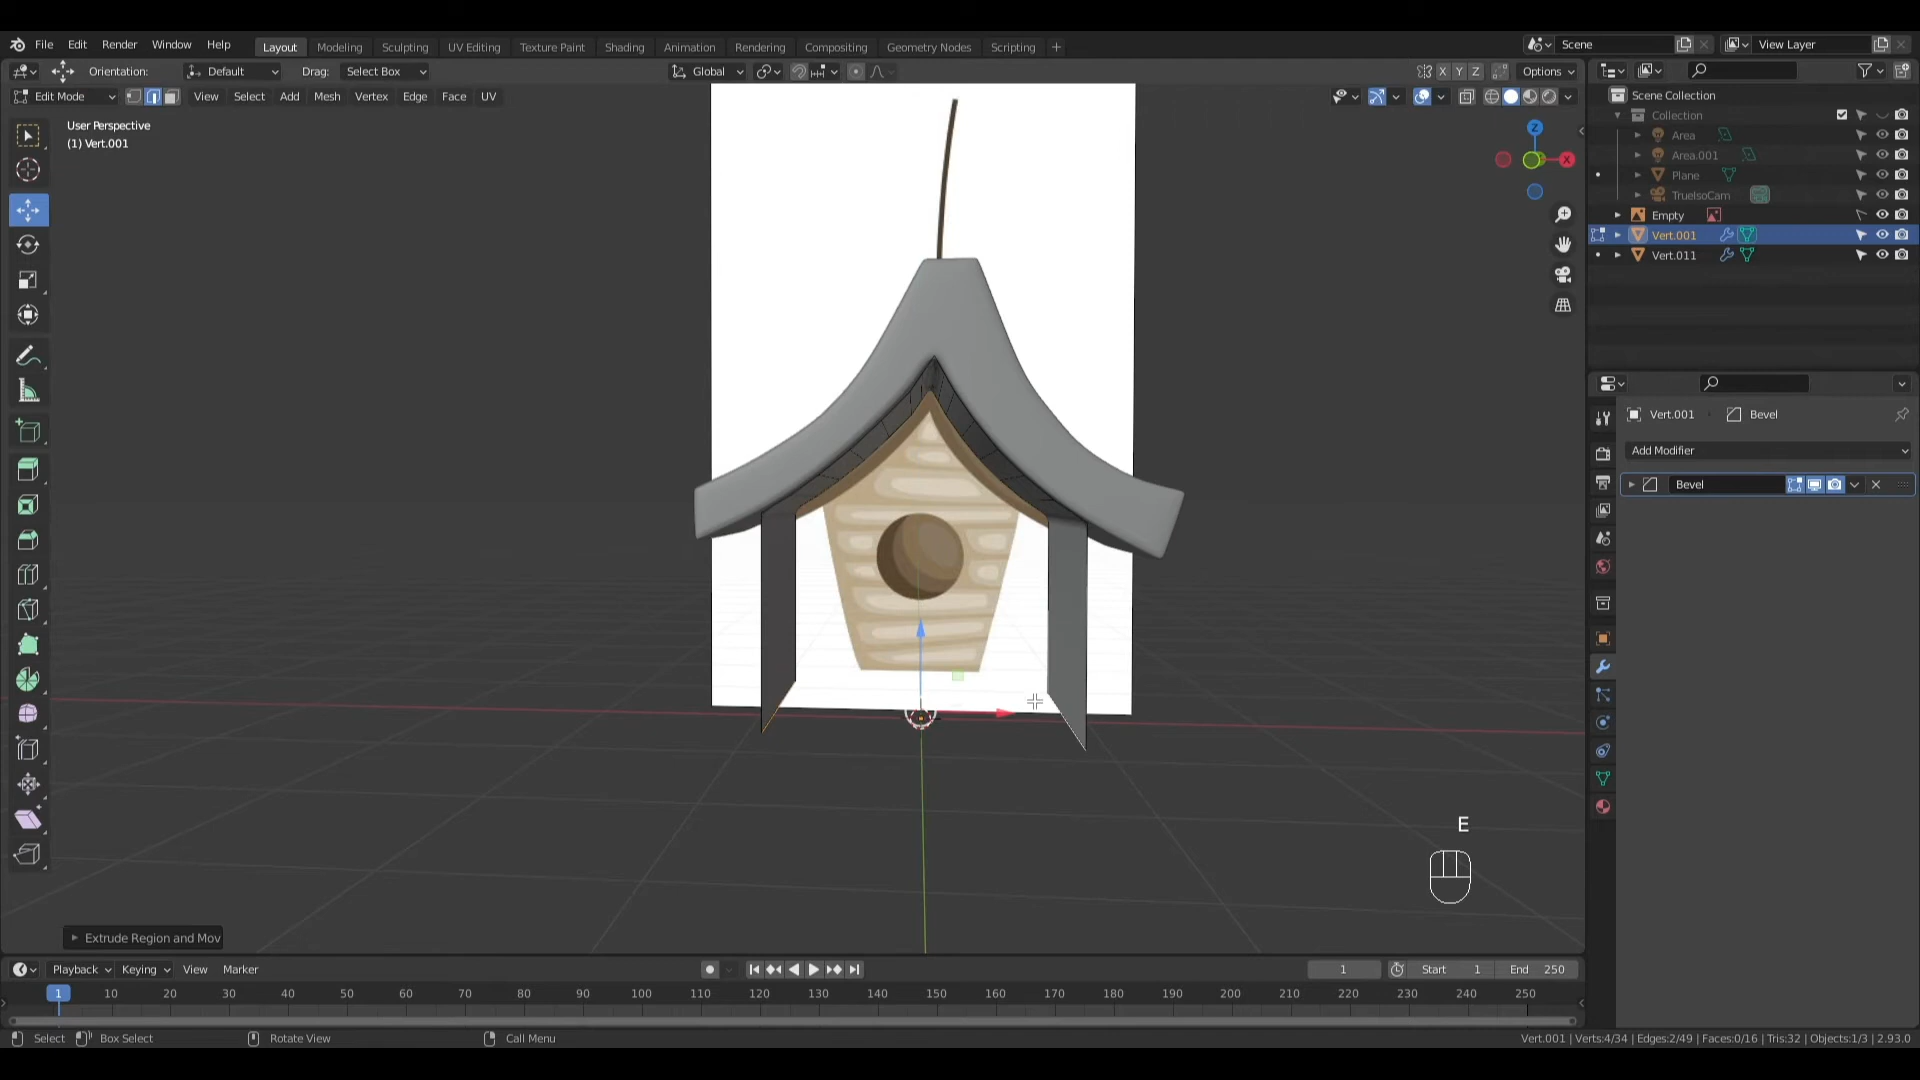 File Edit Render Window Help Layout Modeling Sculpting UV Editing Texture Paint Shading Animation Rendering Compositing Geometry Nodes Scripting + Scene View Layer
Orientation: Default Drag: Select Box Global X Y Z Options
Edit Mode View Select Add Mesh Vertex Edge Face UV
User Perspective
(1) Vert.001
Z
X
Scene Collection
Collection
Area
Area.001
Plane
TrueIsoCam
Empty
Vert.001
Vert.011
Vert.001 Bevel
Add Modifier
Bevel
E
Extrude Region and Mov
Playback Keying View Marker 1 Start 1 End 250
1 10 20 30 40 50 60 70 80 90 100 110 120 130 140 150 160 170 180 190 200 210 220 230 240 250
Select Box Select Rotate View Call Menu Vert.001 | Verts:4/34 | Edges:2/49 | Faces:0/16 | Tris:32 | Objects:1/3 | 2.93.0